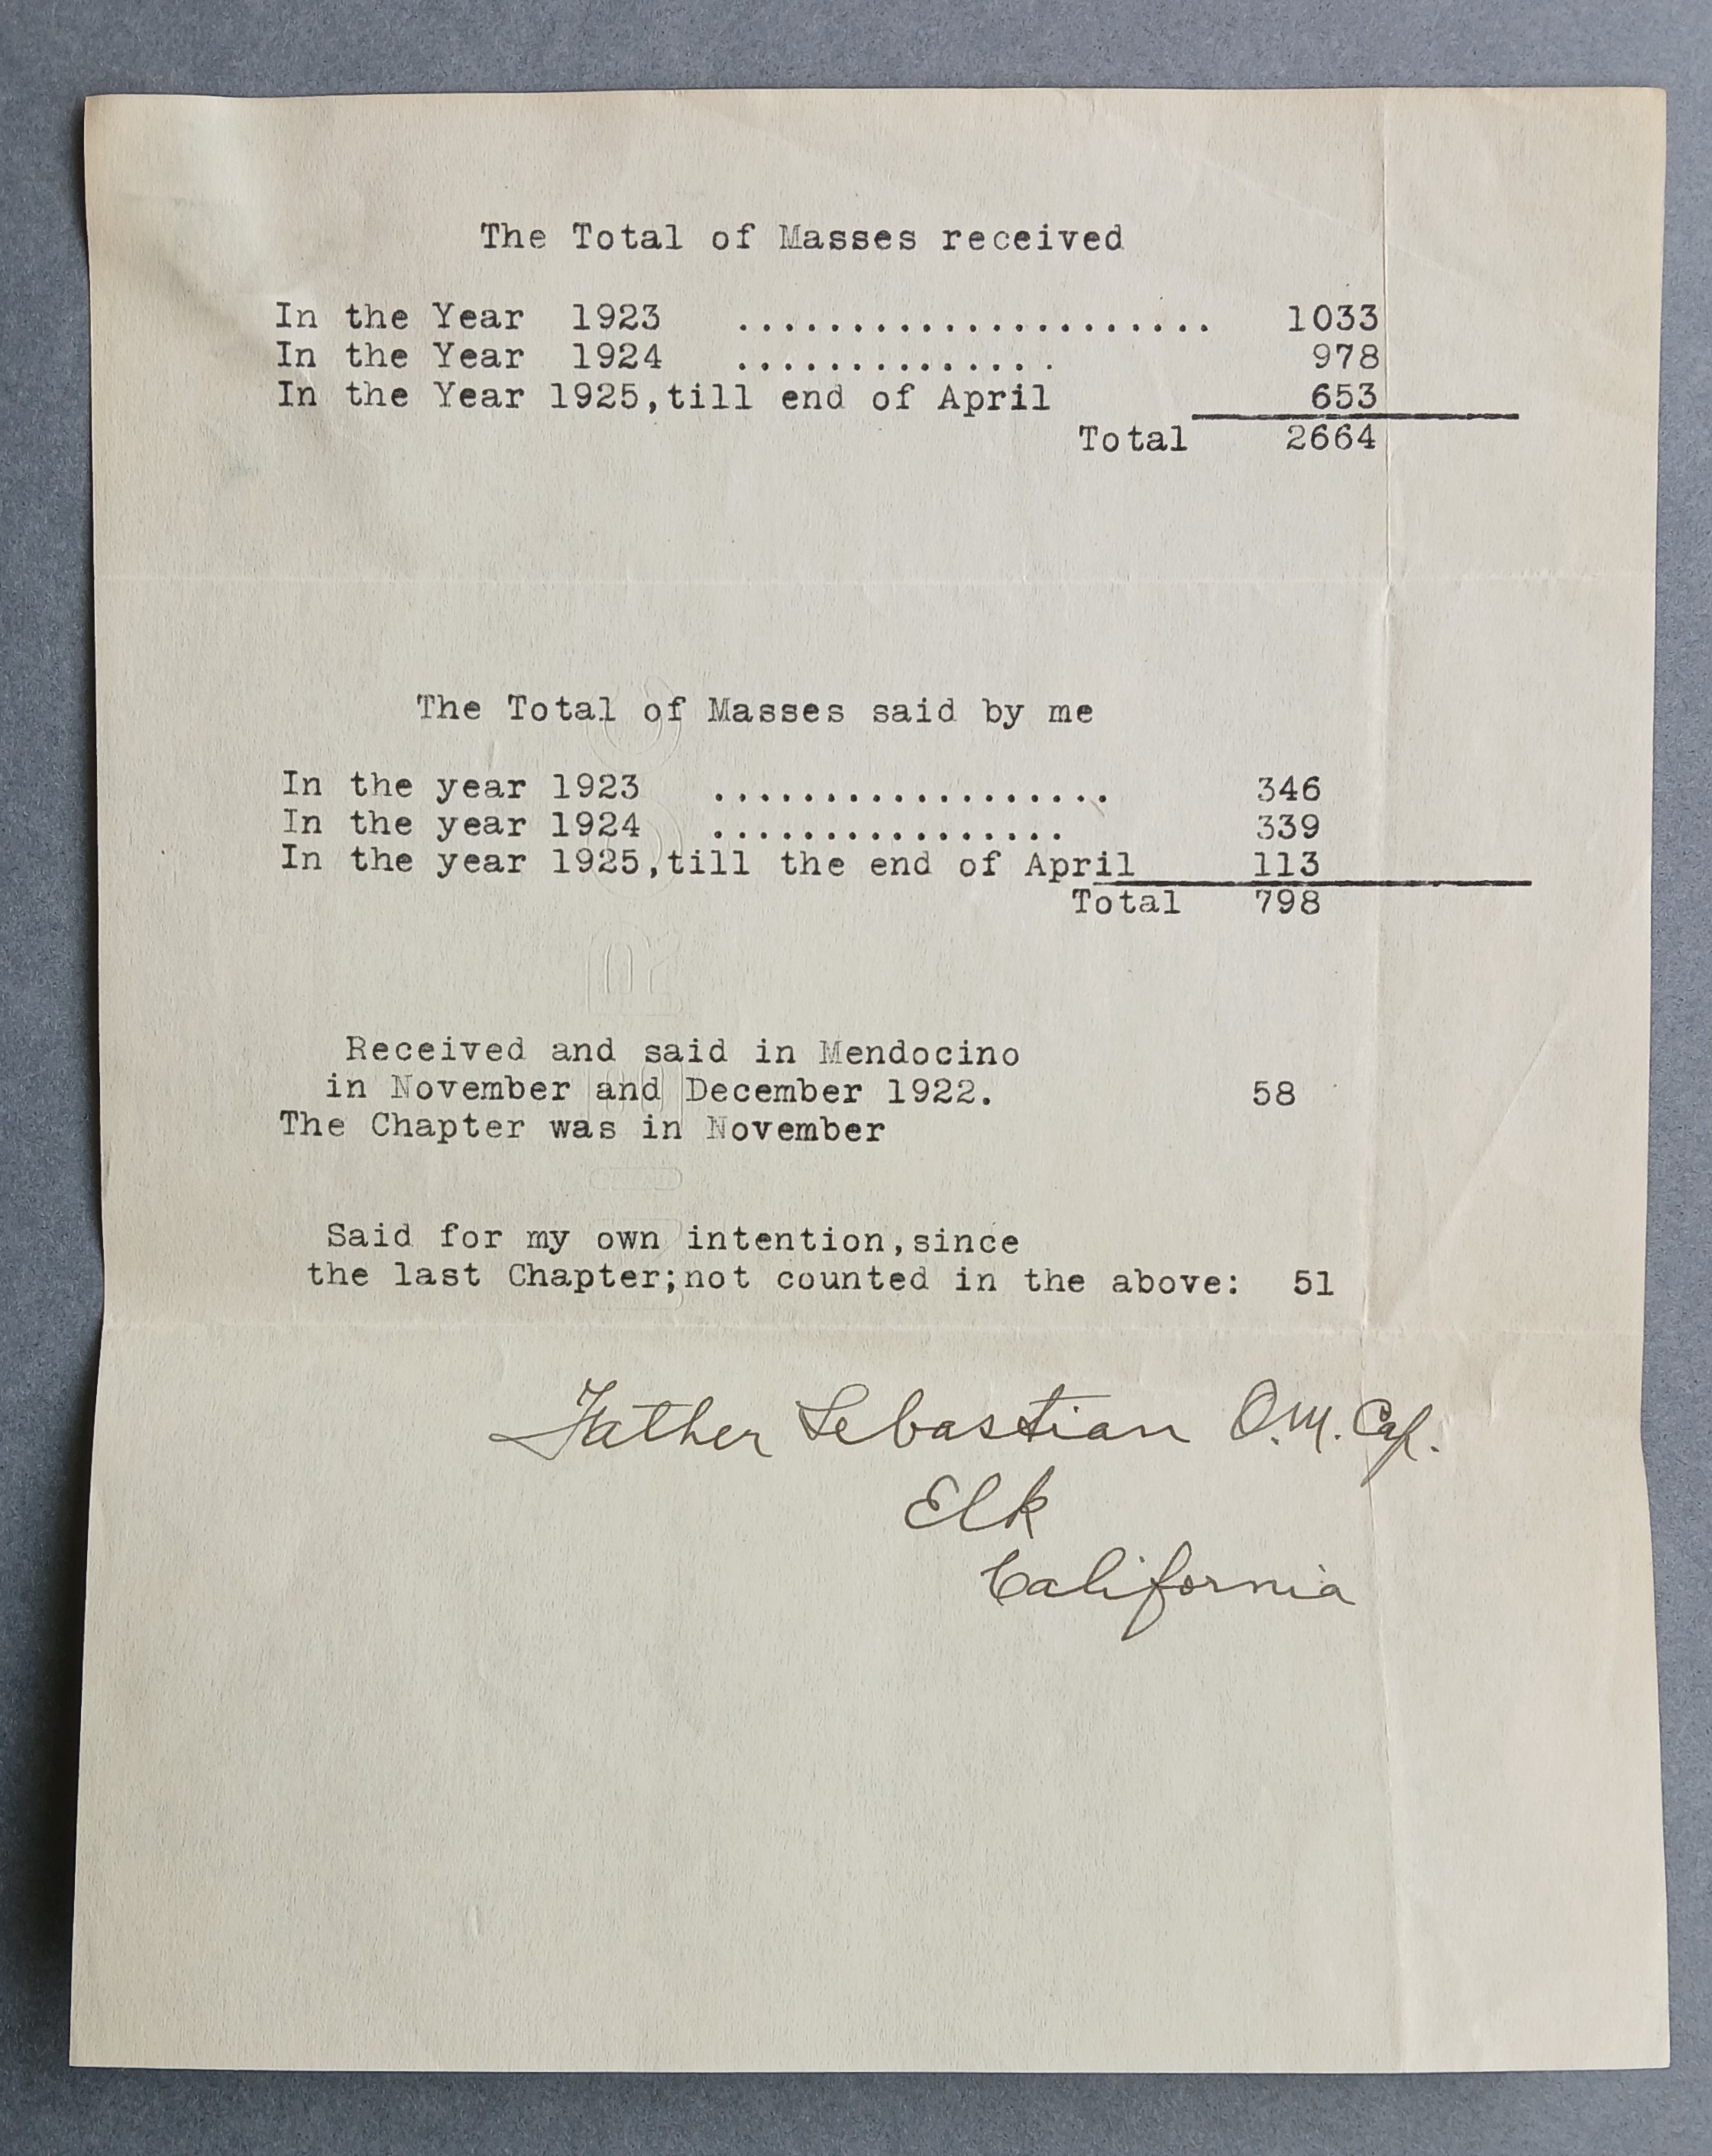 The Total of Masses received
In the Year 1923 ..................... 1033
In the Year 1924 .............. 978
In the Year 1925,till end of April 653
Total 2664
The Total of Masses said by me
In the year 1923 .................. 346
In the year 1924 ................ 339
In the year 1925,till the end of April 113
Total 798
Received and said in Mendocino
in November and December 1922. 58
The Chapter was in November
Said for my own intention,since
the last Chapter;not counted in the above: 51
Father Sebastian O.M. Cap.
Elk
California